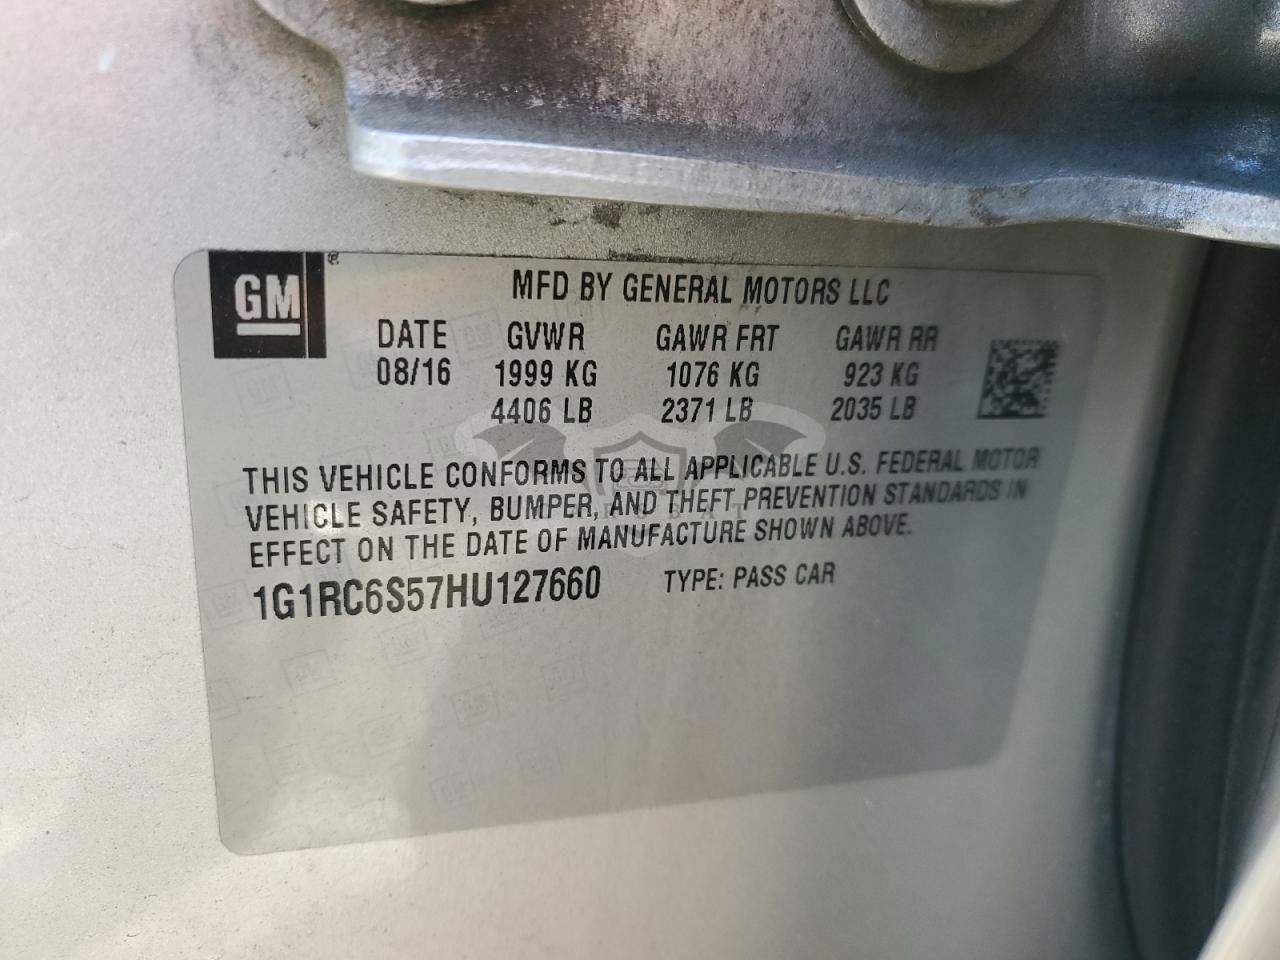 GM
MFD BY GENERAL MOTORS LLC
DATE GVWR GAWR FRT GAWR RR
08/16 1999 KG 1076 KG 923 KG
4406 LB 2371 LB 2035 LB
THIS VEHICLE CONFORMS TO ALL APPLICABLE U.S. FEDERAL MOTOR
VEHICLE SAFETY, BUMPER, AND THEFT PREVENTION STANDARDS IN
EFFECT ON THE DATE OF MANUFACTURE SHOWN ABOVE.
1G1RC6S57HU127660 TYPE: PASS CAR